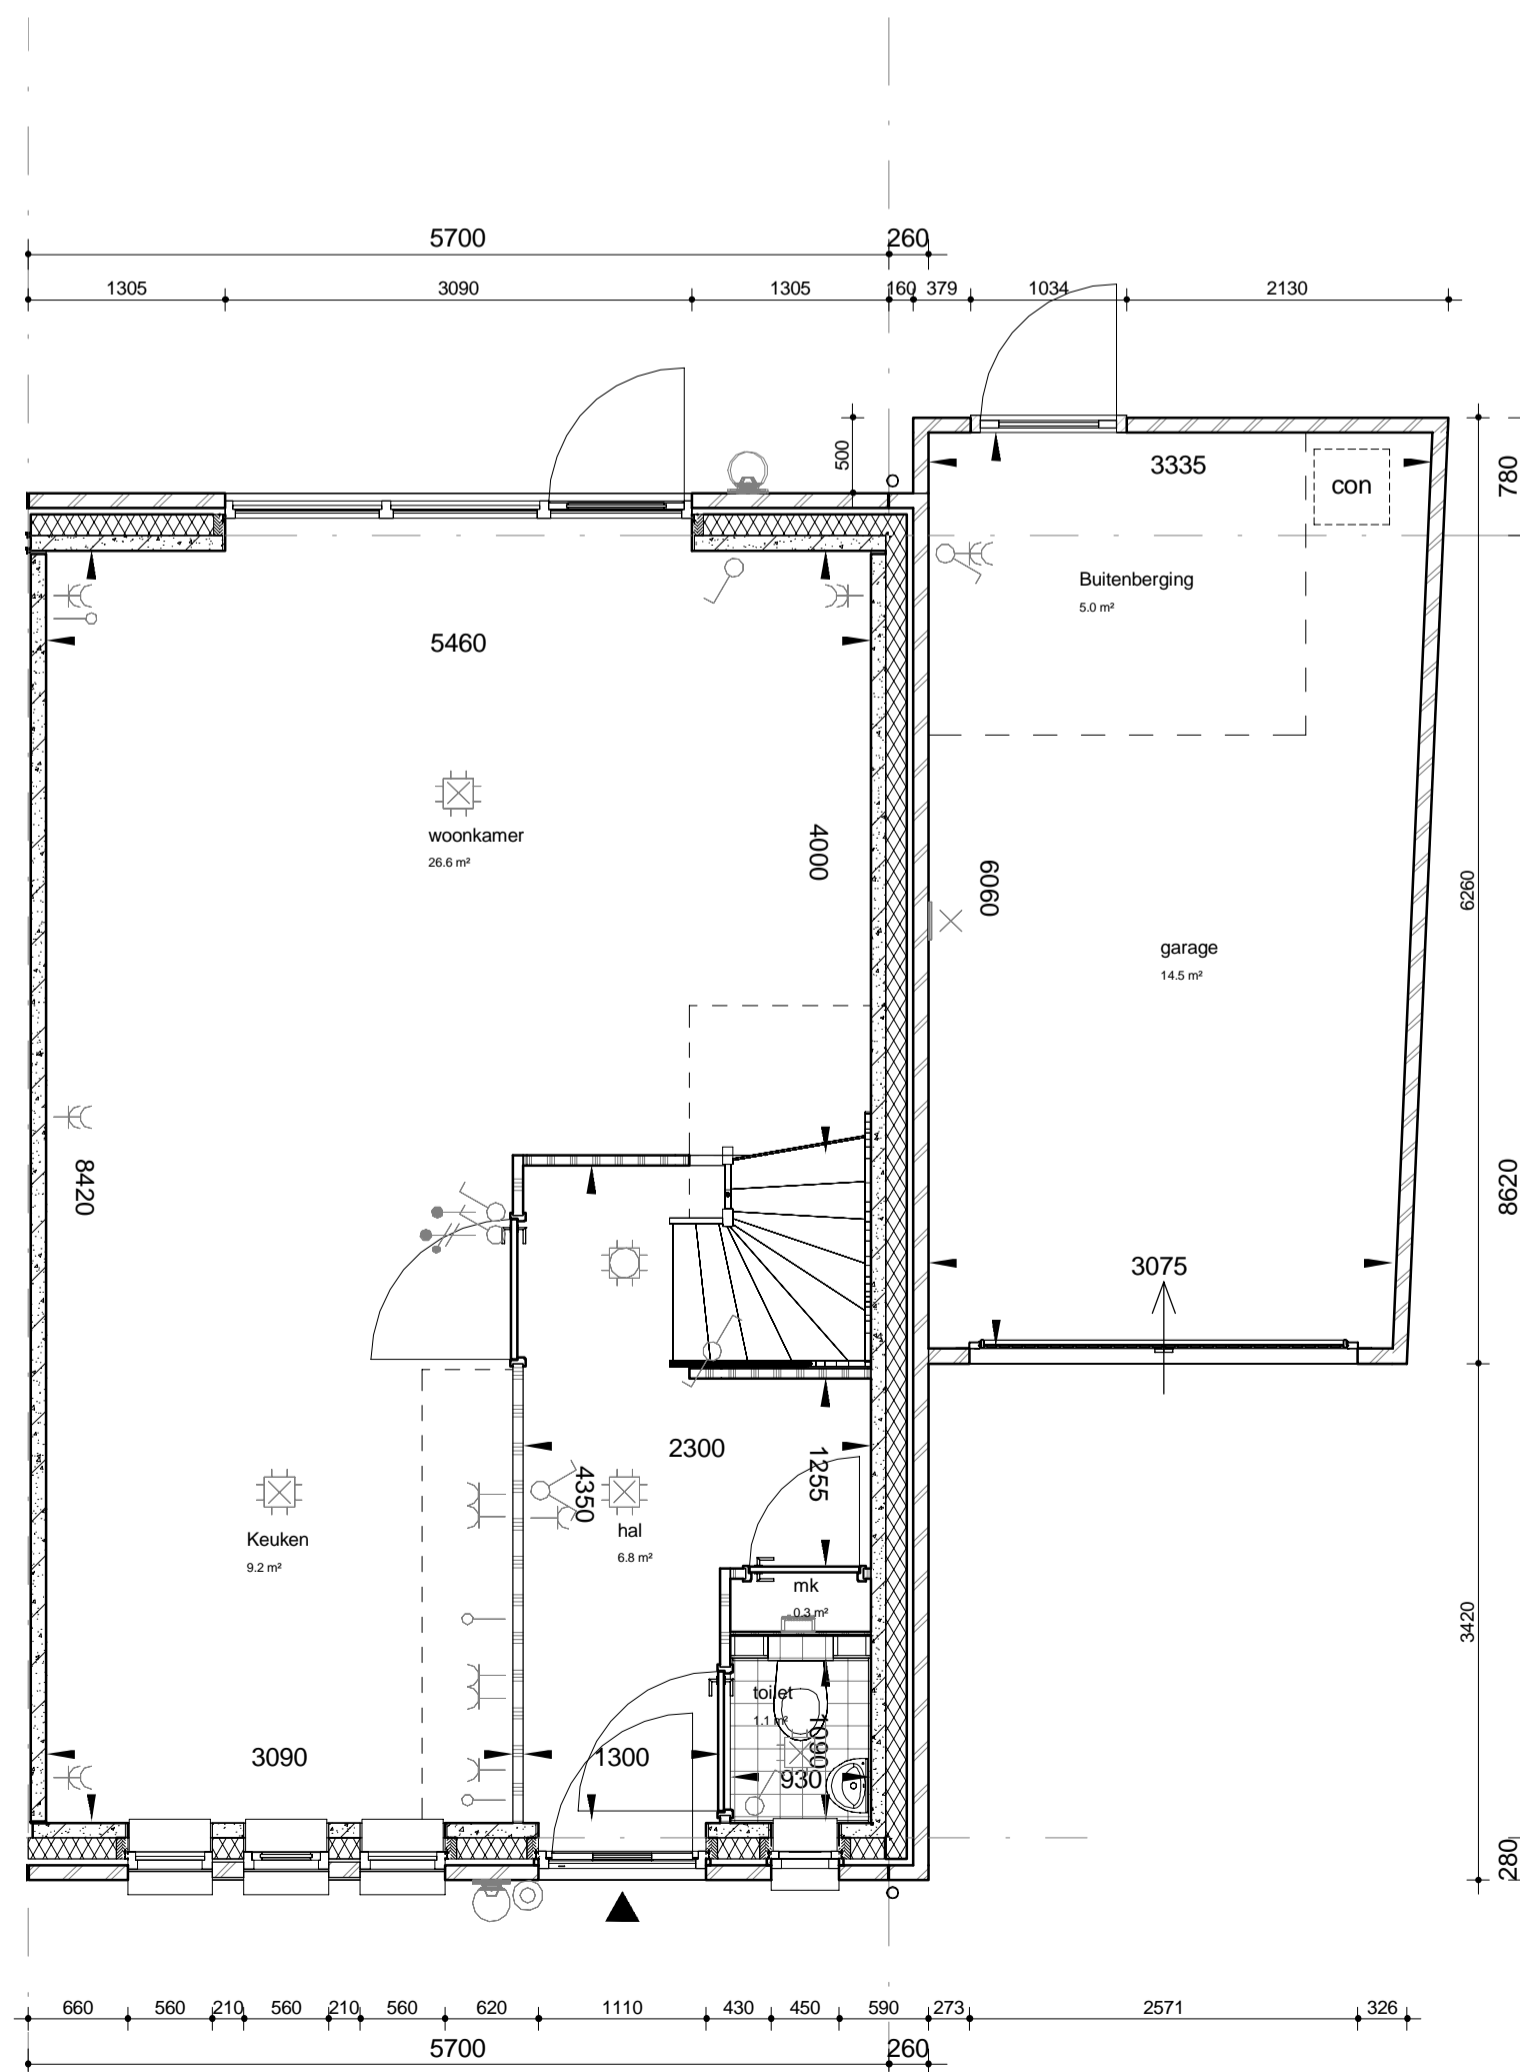 5700 260
1305 3090 1305 160 379 1034 2130
500
3335
con
780
Buitenberging
5.0 m²
5460
woonkamer
26.6 m²
4000
6060
6260
garage
14.5 m²
8420
8620
3075
2300
1255
4350
Keuken
9.2 m²
hal
6.8 m²
mk
0.3 m²
3420
toilet
1.1 m²
1060
3090
1300
930
280
660 560 210 560 210 560 620 1110 430 450 590 273 2571 326
5700 260